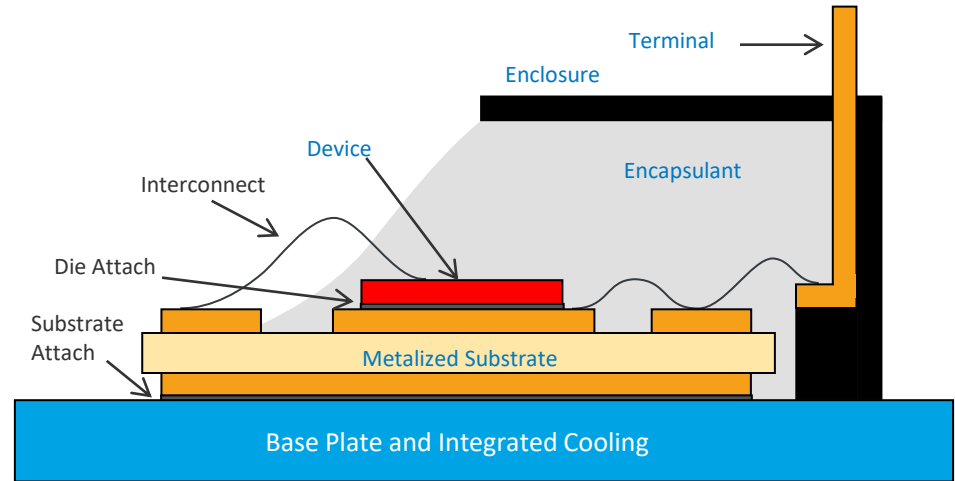 Terminal
Enclosure
Device
Encapsulant
Interconnect
Die Attach
Substrate
Attach
Metalized Substrate
Base Plate and Integrated Cooling